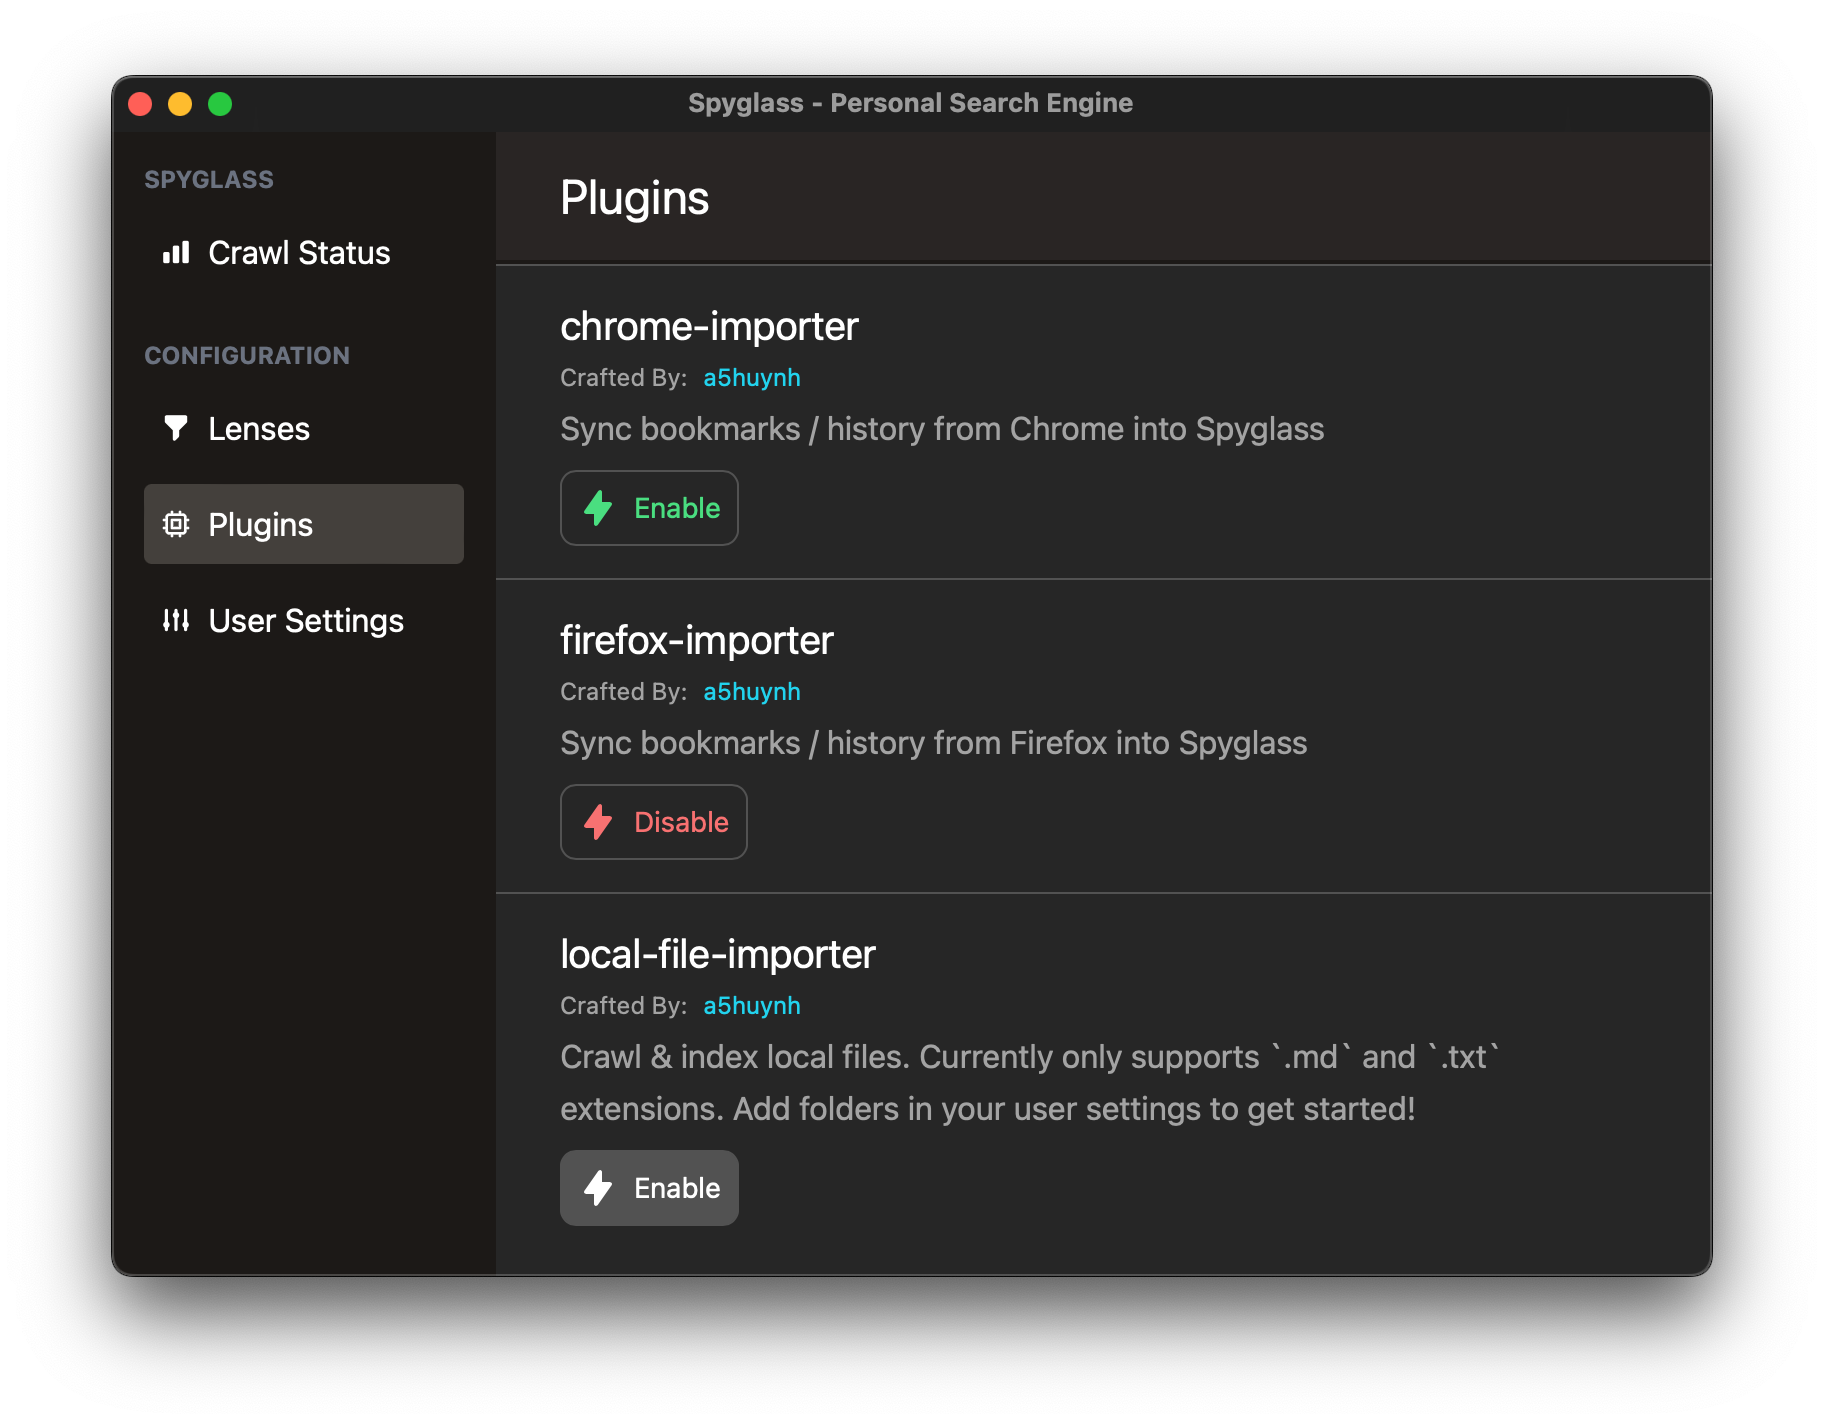 Spyglass - Personal Search Engine
SPYGLASS
Crawl Status
CONFIGURATION
Lenses
Plugins
User Settings
Plugins
chrome-importer
Crafted By: a5huynh
Sync bookmarks / history from Chrome into Spyglass
Enable
firefox-importer
Crafted By: a5huynh
Sync bookmarks / history from Firefox into Spyglass
Disable
local-file-importer
Crafted By: a5huynh
Crawl & index local files. Currently only supports `.md` and `.txt`
extensions. Add folders in your user settings to get started!
Enable